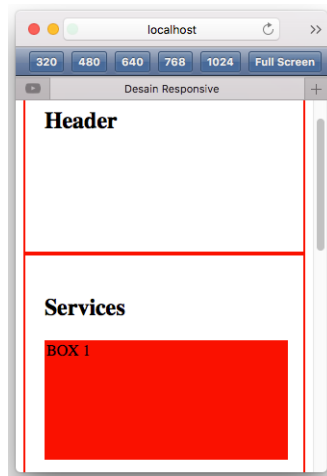 localhost
320 480 640 768 1024 Full Screen
Desain Responsive
Header
Services
BOX 1